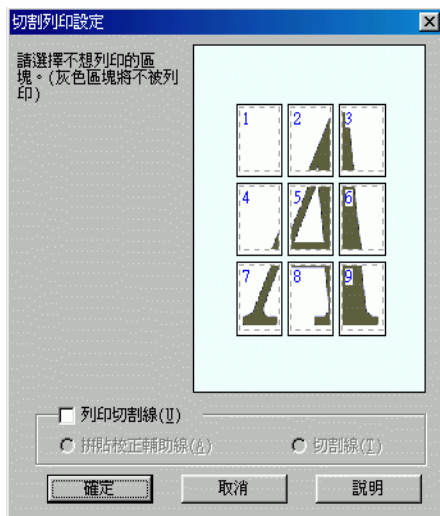 切割列印設定
請選擇不想列印的區
塊。(灰色區塊將不被列
印)
1 2 3
4 5 6
7 8 9
列印切割線(U)
拼貼校正輔助線(A) 切割線(I)
確定 取消 說明